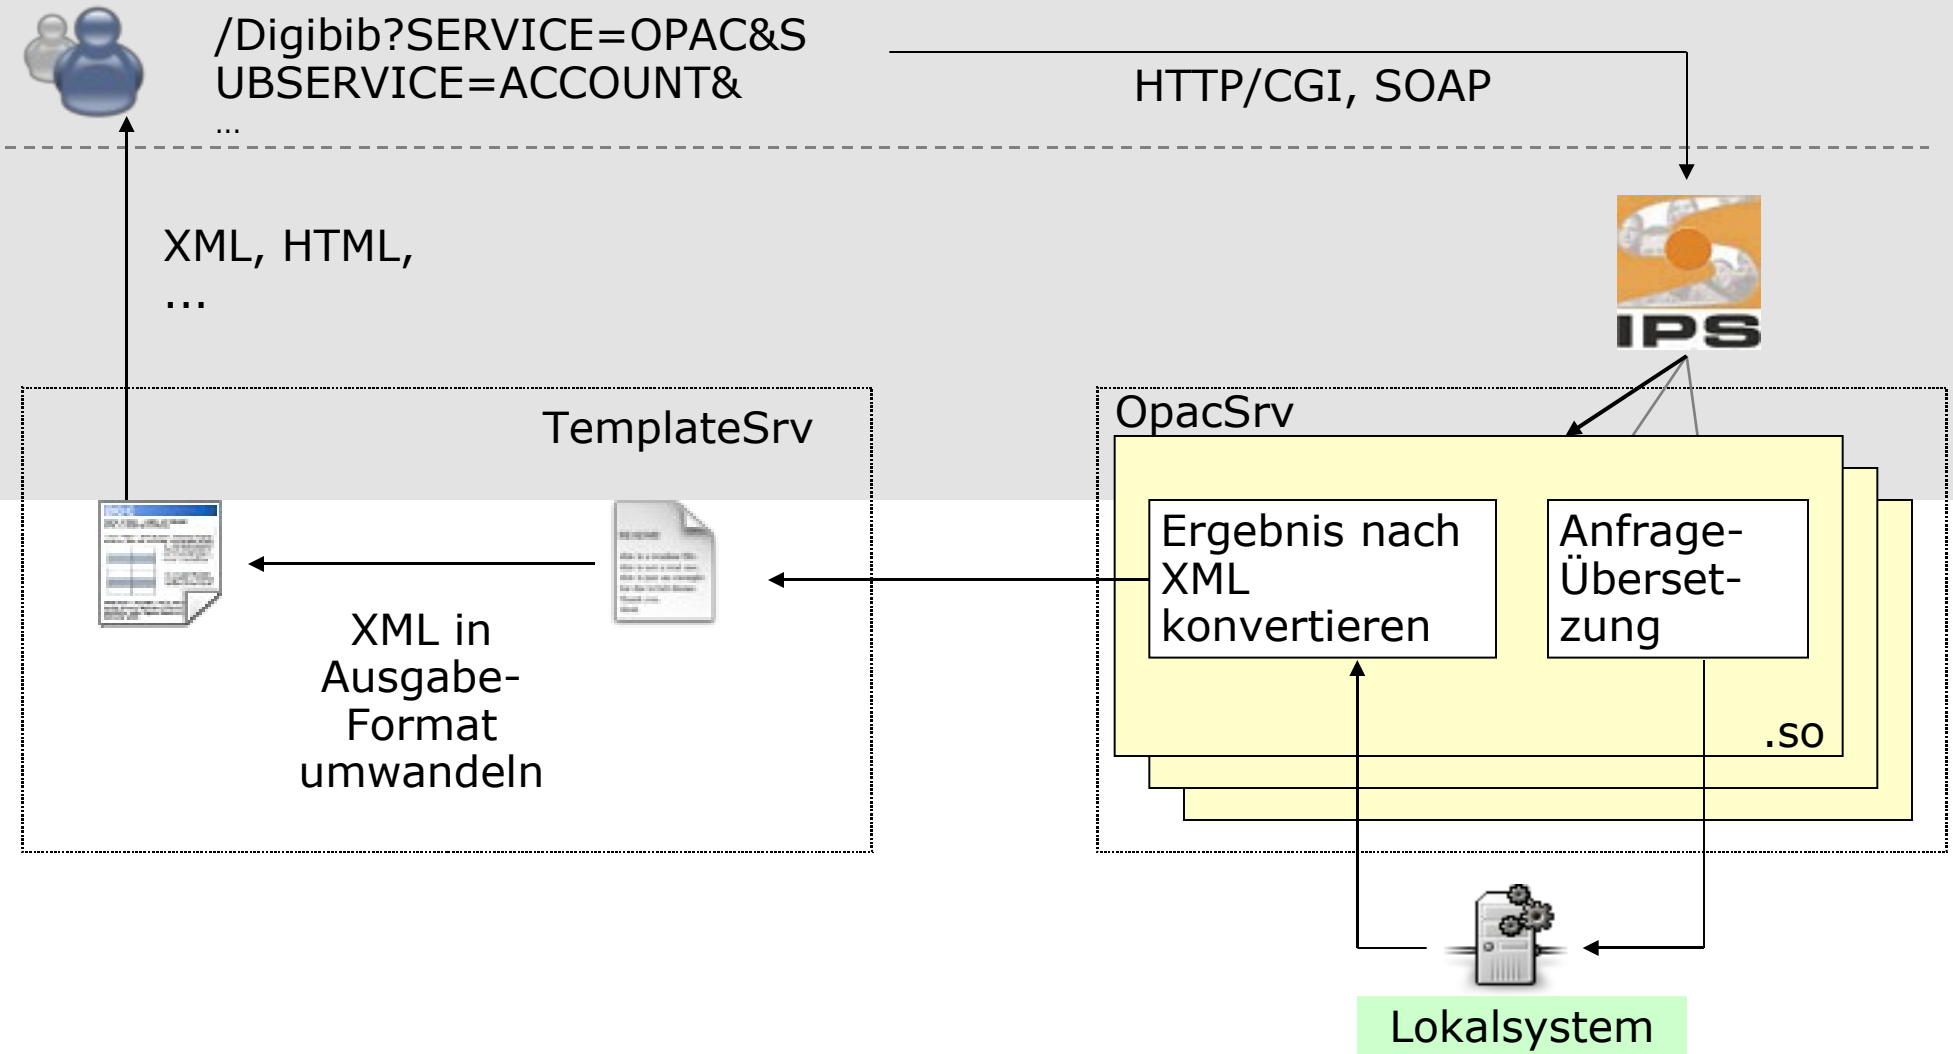 /Digibib?SERVICE=OPAC&S
UBSERVICE=ACCOUNT&
...
HTTP/CGI, SOAP
XML, HTML,
...
IPS
TemplateSrv
OpacSrv
Ergebnis nach
XML
konvertieren
Anfrage-
Überset-
zung
.so
XML in
Ausgabe-
Format
umwandeln
Lokalsystem